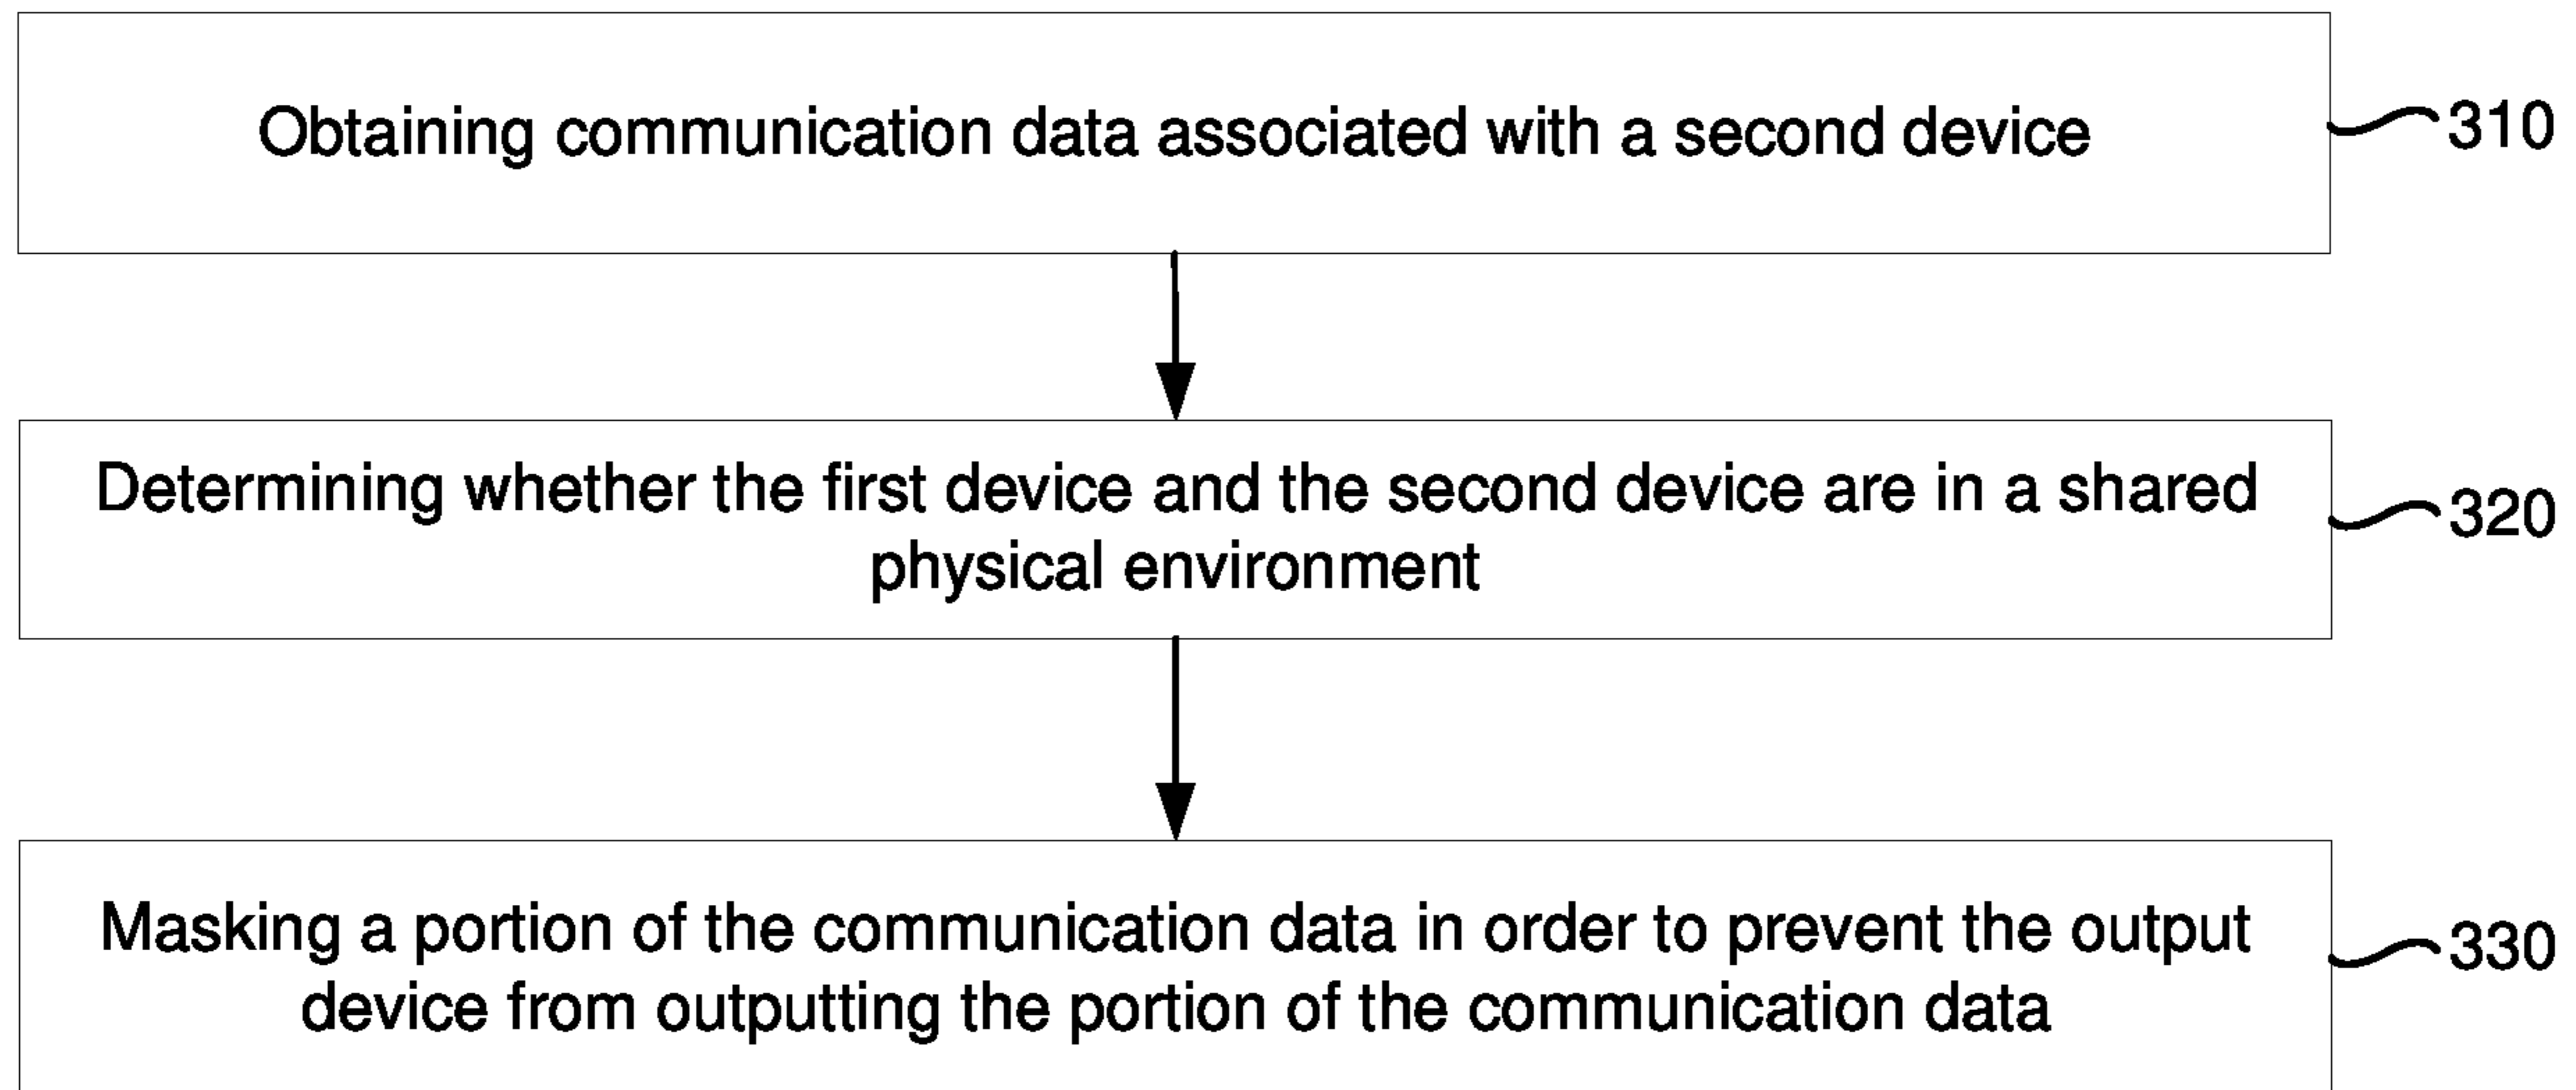 Obtaining communication data associated with a second device
310
Determining whether the first device and the second device are in a shared
physical environment
320
Masking a portion of the communication data in order to prevent the output
device from outputting the portion of the communication data
330